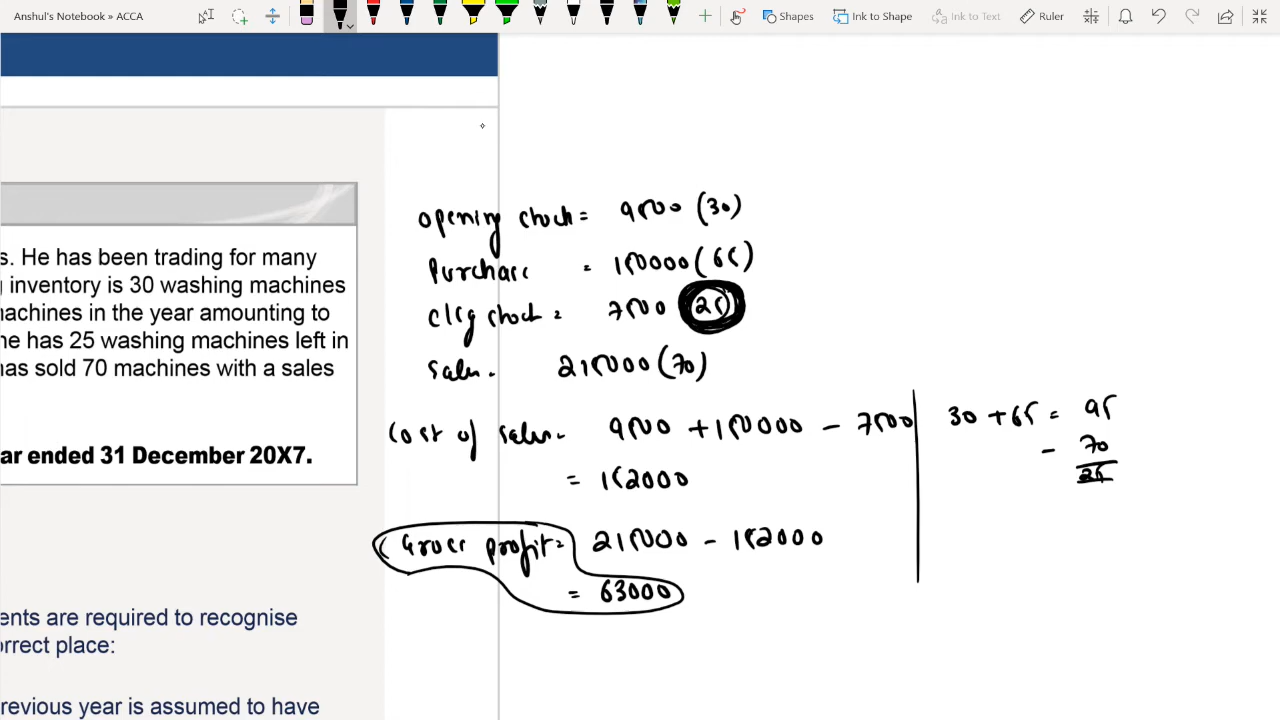 Anshul's Notebook » ACCA
Shapes
Ink to Shape
Ink to Text
Ruler
s. He has been trading for many
g inventory is 30 washing machines
nachines in the year amounting to
he has 25 washing machines left in
has sold 70 machines with a sales
ar ended 31 December 20X7.
ents are required to recognise
orrect place:
revious year is assumed to have
opening stock = 9500 (30)
Purchase = 150000 (65)
clsg stock = 7500 (25)
sales = 215000 (70)
Cost of sales = 9500 + 150000 - 7500
= 152000
Gross profit = 215000 - 152000
= 63000
30 + 65 = 95
- 70
25